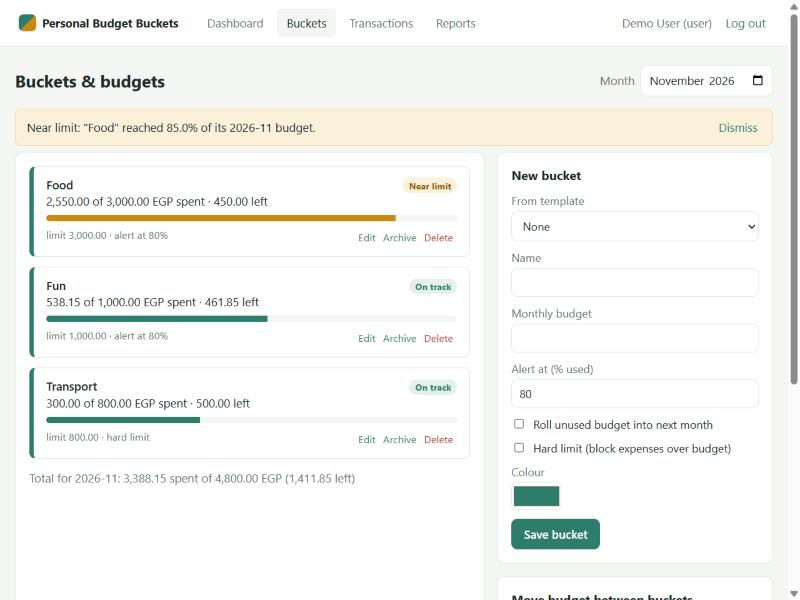 Personal Budget Buckets Dashboard Buckets Transactions Reports Demo User (user) Log out
Buckets & budgets Month November 2026
Near limit: "Food" reached 85.0% of its 2026-11 budget. Dismiss
Food Near limit
2,550.00 of 3,000.00 EGP spent · 450.00 left
limit 3,000.00 · alert at 80% Edit Archive Delete
Fun On track
538.15 of 1,000.00 EGP spent · 461.85 left
limit 1,000.00 · alert at 80% Edit Archive Delete
Transport On track
300.00 of 800.00 EGP spent · 500.00 left
limit 800.00 · hard limit Edit Archive Delete
Total for 2026-11: 3,388.15 spent of 4,800.00 EGP (1,411.85 left)
New bucket
From template
None
Name
Monthly budget
Alert at (% used)
80
Roll unused budget into next month
Hard limit (block expenses over budget)
Colour
Save bucket
Move budget between buckets